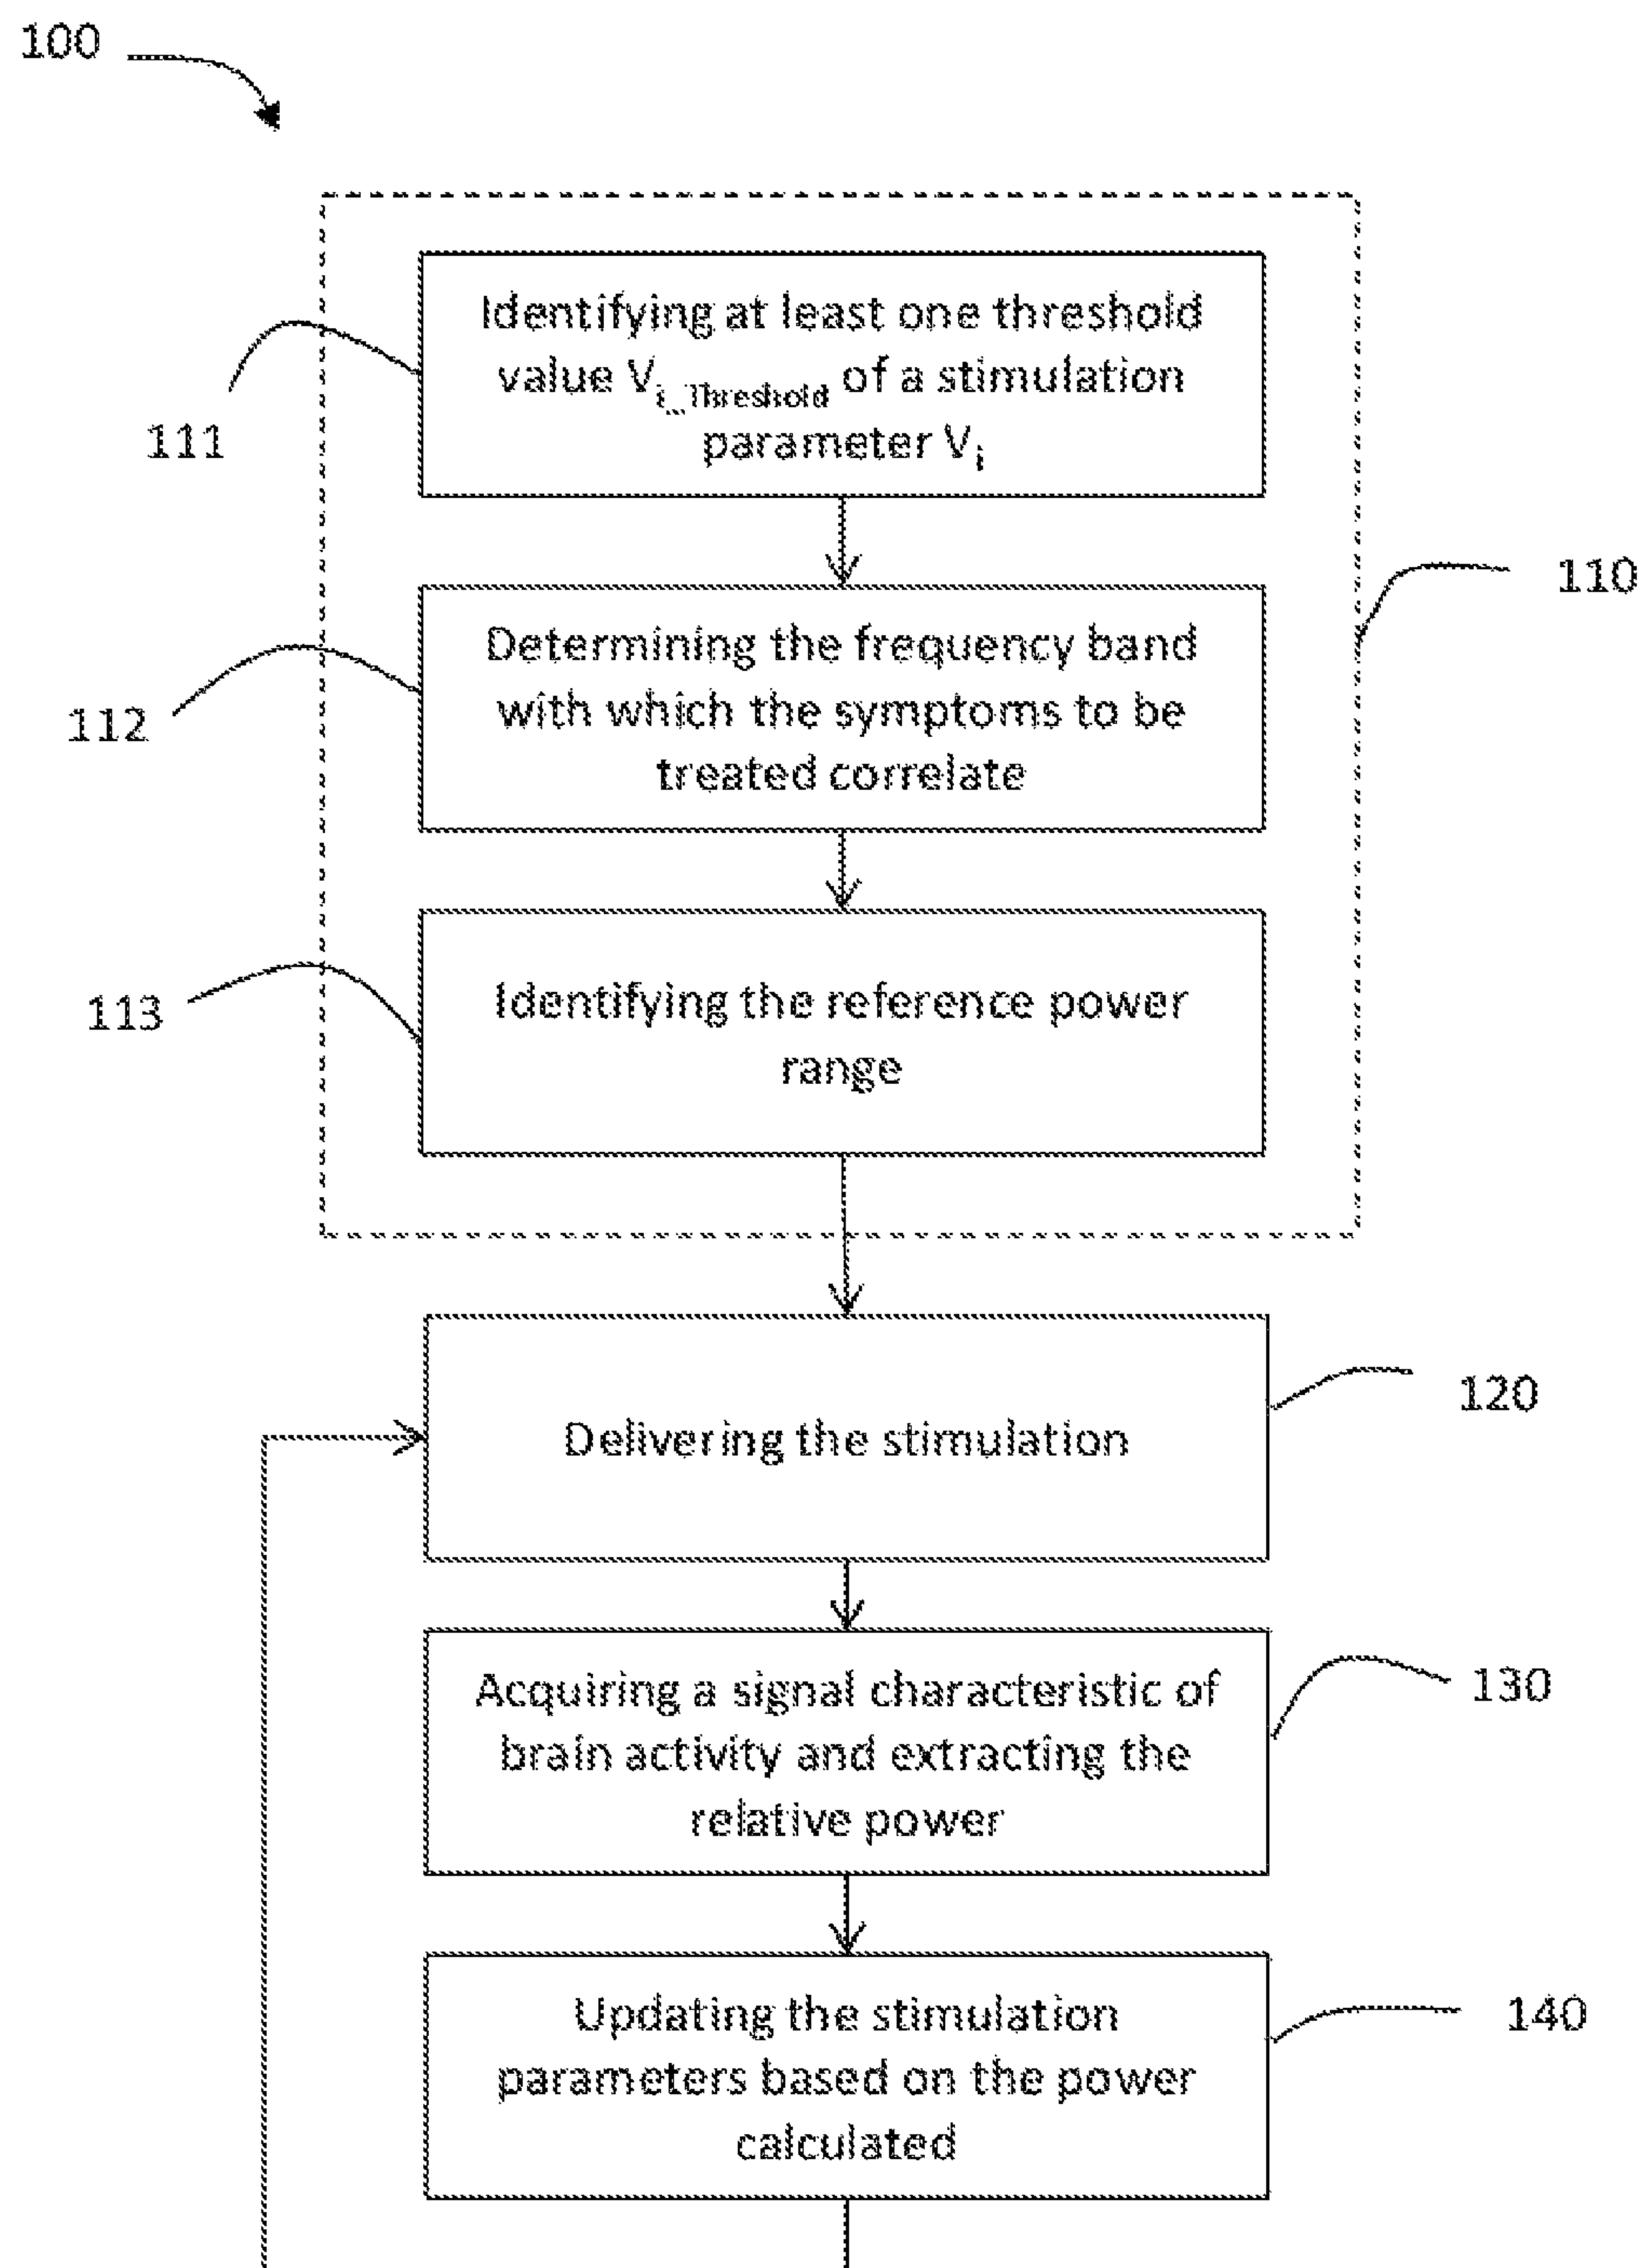 100
Identifying at least one threshold
value Vi_Threshold of a stimulation
parameter Vi
111
110
Determining the frequency band
with which the symptoms to be
treated correlate
112
Identifying the reference power
range
113
Delivering the stimulation
120
Acquiring a signal characteristic of
brain activity and extracting the
relative power
130
Updating the stimulation
parameters based on the power
calculated
140